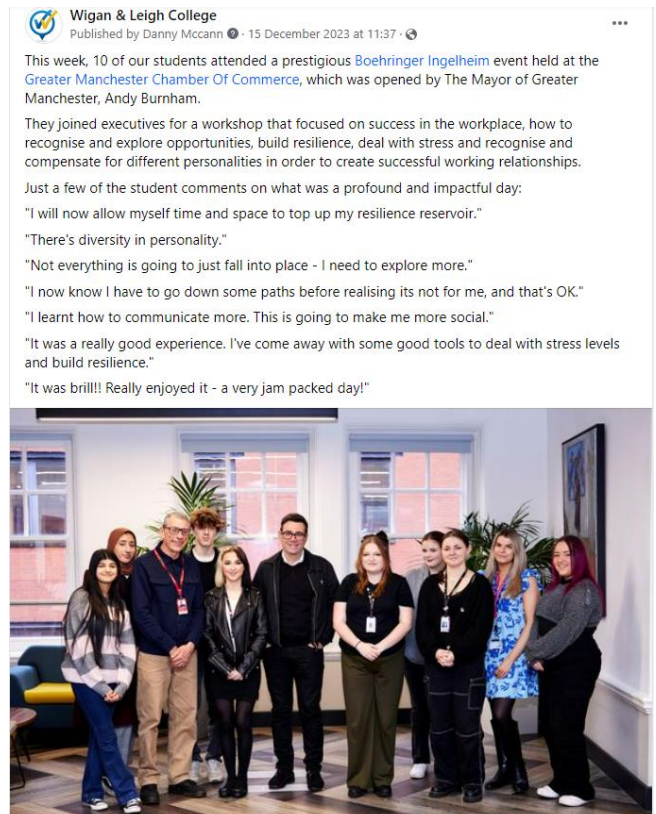 Wigan & Leigh College
Published by Danny Mccann · 15 December 2023 at 11:37 ·
This week, 10 of our students attended a prestigious Boehringer Ingelheim event held at the
Greater Manchester Chamber Of Commerce, which was opened by The Mayor of Greater
Manchester, Andy Burnham.
They joined executives for a workshop that focused on success in the workplace, how to
recognise and explore opportunities, build resilience, deal with stress and recognise and
compensate for different personalities in order to create successful working relationships.
Just a few of the student comments on what was a profound and impactful day:
"I will now allow myself time and space to top up my resilience reservoir."
"There's diversity in personality."
"Not everything is going to just fall into place - I need to explore more."
"I now know I have to go down some paths before realising its not for me, and that's OK."
"I learnt how to communicate more. This is going to make me more social."
"It was a really good experience. I've come away with some good tools to deal with stress levels
and build resilience."
"It was brill!! Really enjoyed it - a very jam packed day!"